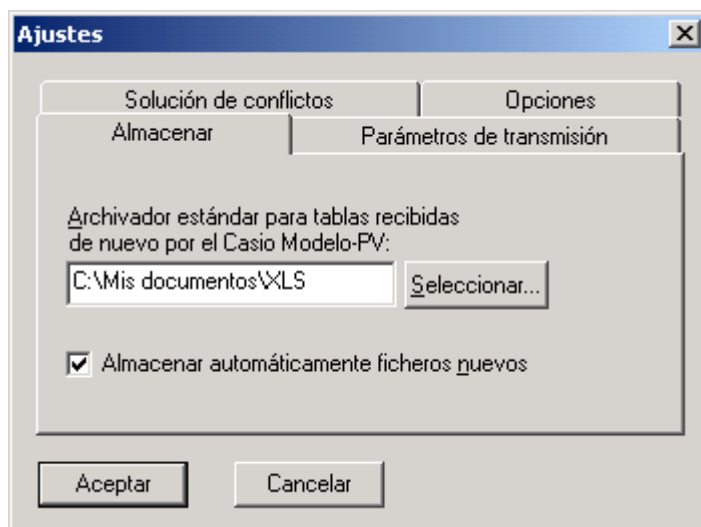 Ajustes
Solución de conflictos
Opciones
Almacenar
Parámetros de transmisión
Archivador estándar para tablas recibidas
de nuevo por el Casio Modelo-PV:
C:\Mis documentos\XLS
Seleccionar...
Almacenar automáticamente ficheros nuevos
Aceptar
Cancelar